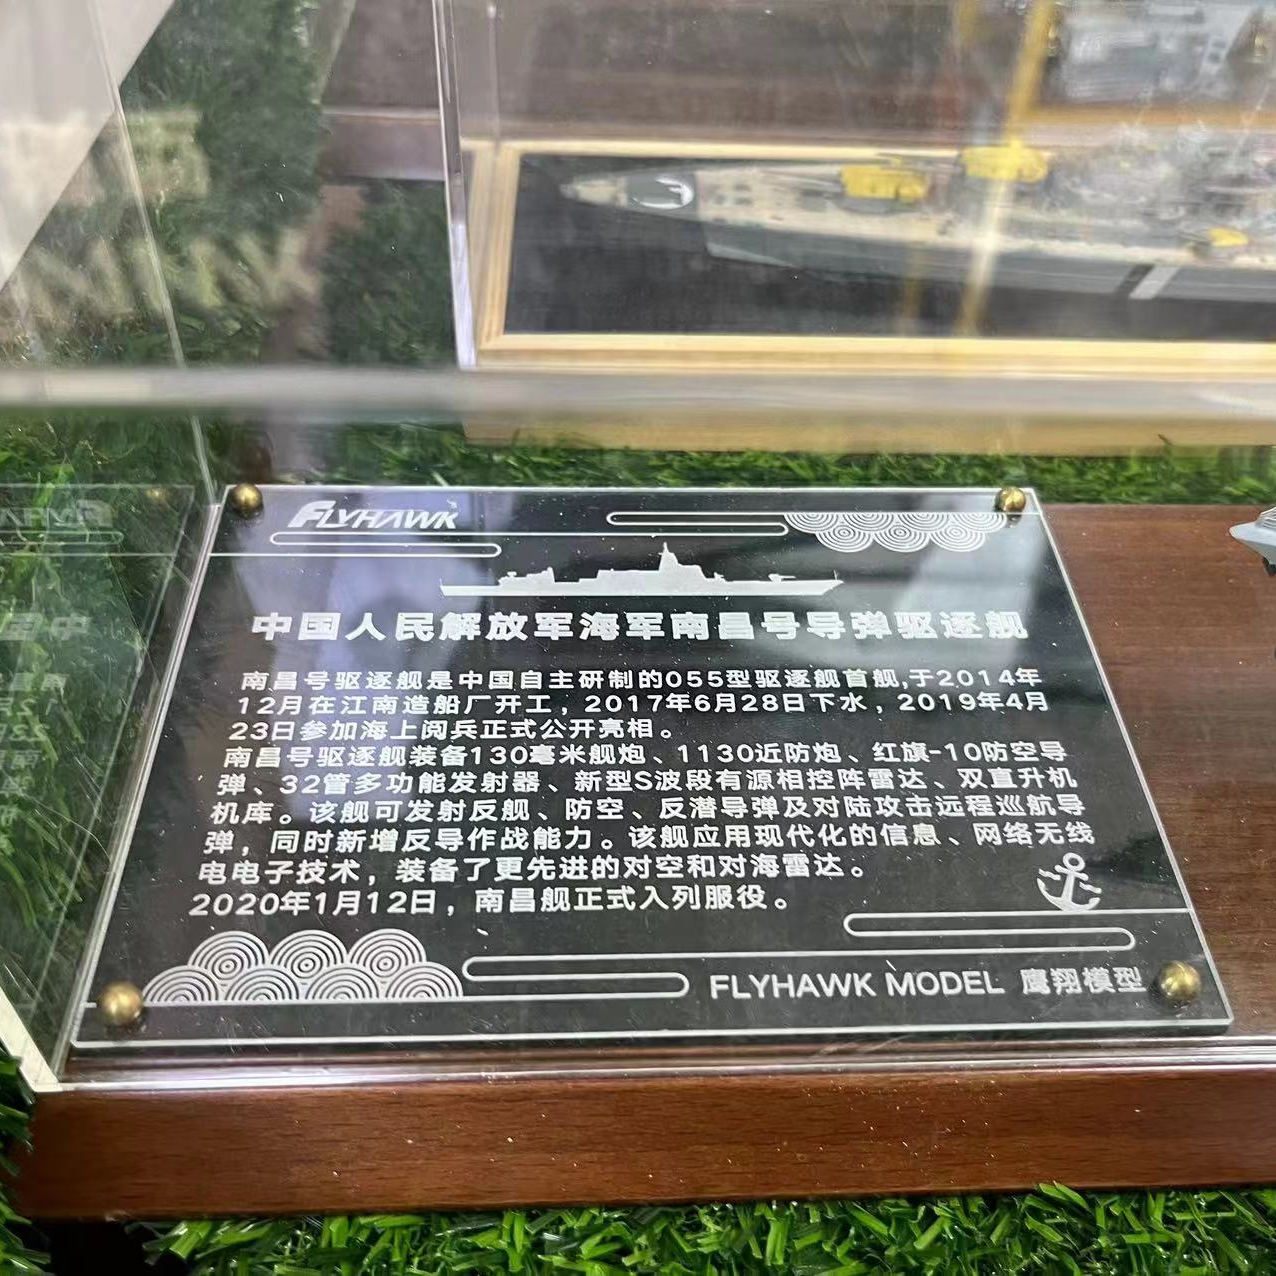 FLYHAWK
中国人民解放军海军南昌号导弹驱逐舰
南昌号驱逐舰是中国自主研制的055型驱逐舰首舰,于2014年
12月在江南造船厂开工，2017年6月28日下水，2019年4月
23日参加海上阅兵正式公开亮相。
南昌号驱逐舰装备130毫米舰炮、1130近防炮、红旗-10防空导
弹、32管多功能发射器、新型S波段有源相控阵雷达、双直升机
机库。该舰可发射反舰、防空、反潜导弹及对陆攻击远程巡航导
弹，同时新增反导作战能力。该舰应用现代化的信息、网络无线
电电子技术，装备了更先进的对空和对海雷达。
2020年1月12日，南昌舰正式入列服役。
FLYHAWK MODEL 鹰翔模型